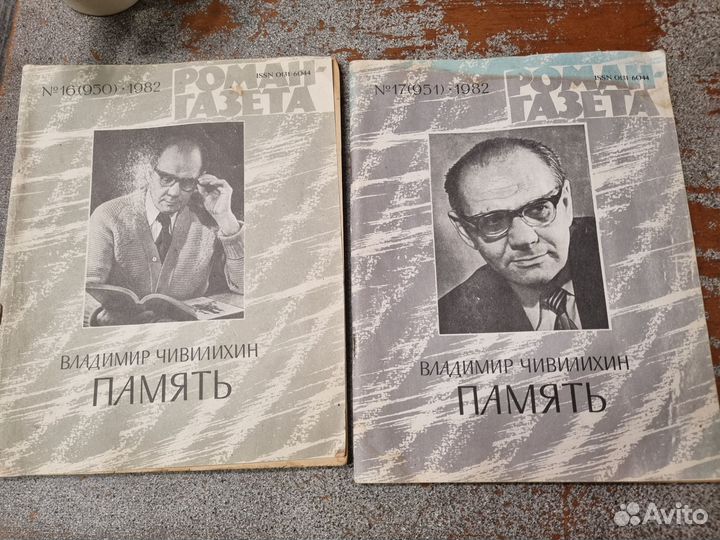 №16(950)·1982
РОМАН-
ГАЗЕТА
ISSN 0131-6044
ВЛАДИМИР ЧИВИЛИХИН
ПАМЯТЬ
№17(951)·1982
РОМАН-
ГАЗЕТА
ISSN 0131-6044
ВЛАДИМИР ЧИВИЛИХИН
ПАМЯТЬ
Avito